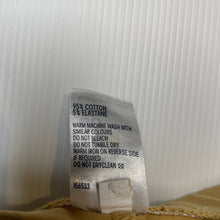 95% COTTON
5% ELASTANE
WARM MACHINE WASH WITH
SIMILAR COLOURS
DO NOT BLEACH
DO NOT TUMBLE DRY
WARM IRON ON REVERSE SIDE
IF REQUIRED
DO NOT DRYCLEAN
156503